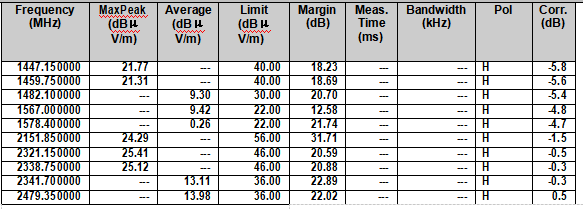 Frequency MaxPeak Average Limit Margin Meas. Bandwidth Pol Corr.
(MHz) (dBµ (dBµ (dBµ (dB) Time (kHz) (dB)
V/m) V/m) V/m) (ms)
1447.150000 21.77 --- 40.00 18.23 --- --- H -5.8
1459.750000 21.31 --- 40.00 18.69 --- --- H -5.6
1482.100000 --- 9.30 30.00 20.70 --- --- H -5.4
1567.000000 --- 9.42 22.00 12.58 --- --- H -4.8
1578.400000 --- 0.26 22.00 21.74 --- --- H -4.7
2151.850000 24.29 --- 56.00 31.71 --- --- H -1.5
2321.150000 25.41 --- 46.00 20.59 --- --- H -0.5
2338.750000 25.12 --- 46.00 20.88 --- --- H -0.3
2341.700000 --- 13.11 36.00 22.89 --- --- H -0.3
2479.350000 --- 13.98 36.00 22.02 --- --- H 0.5